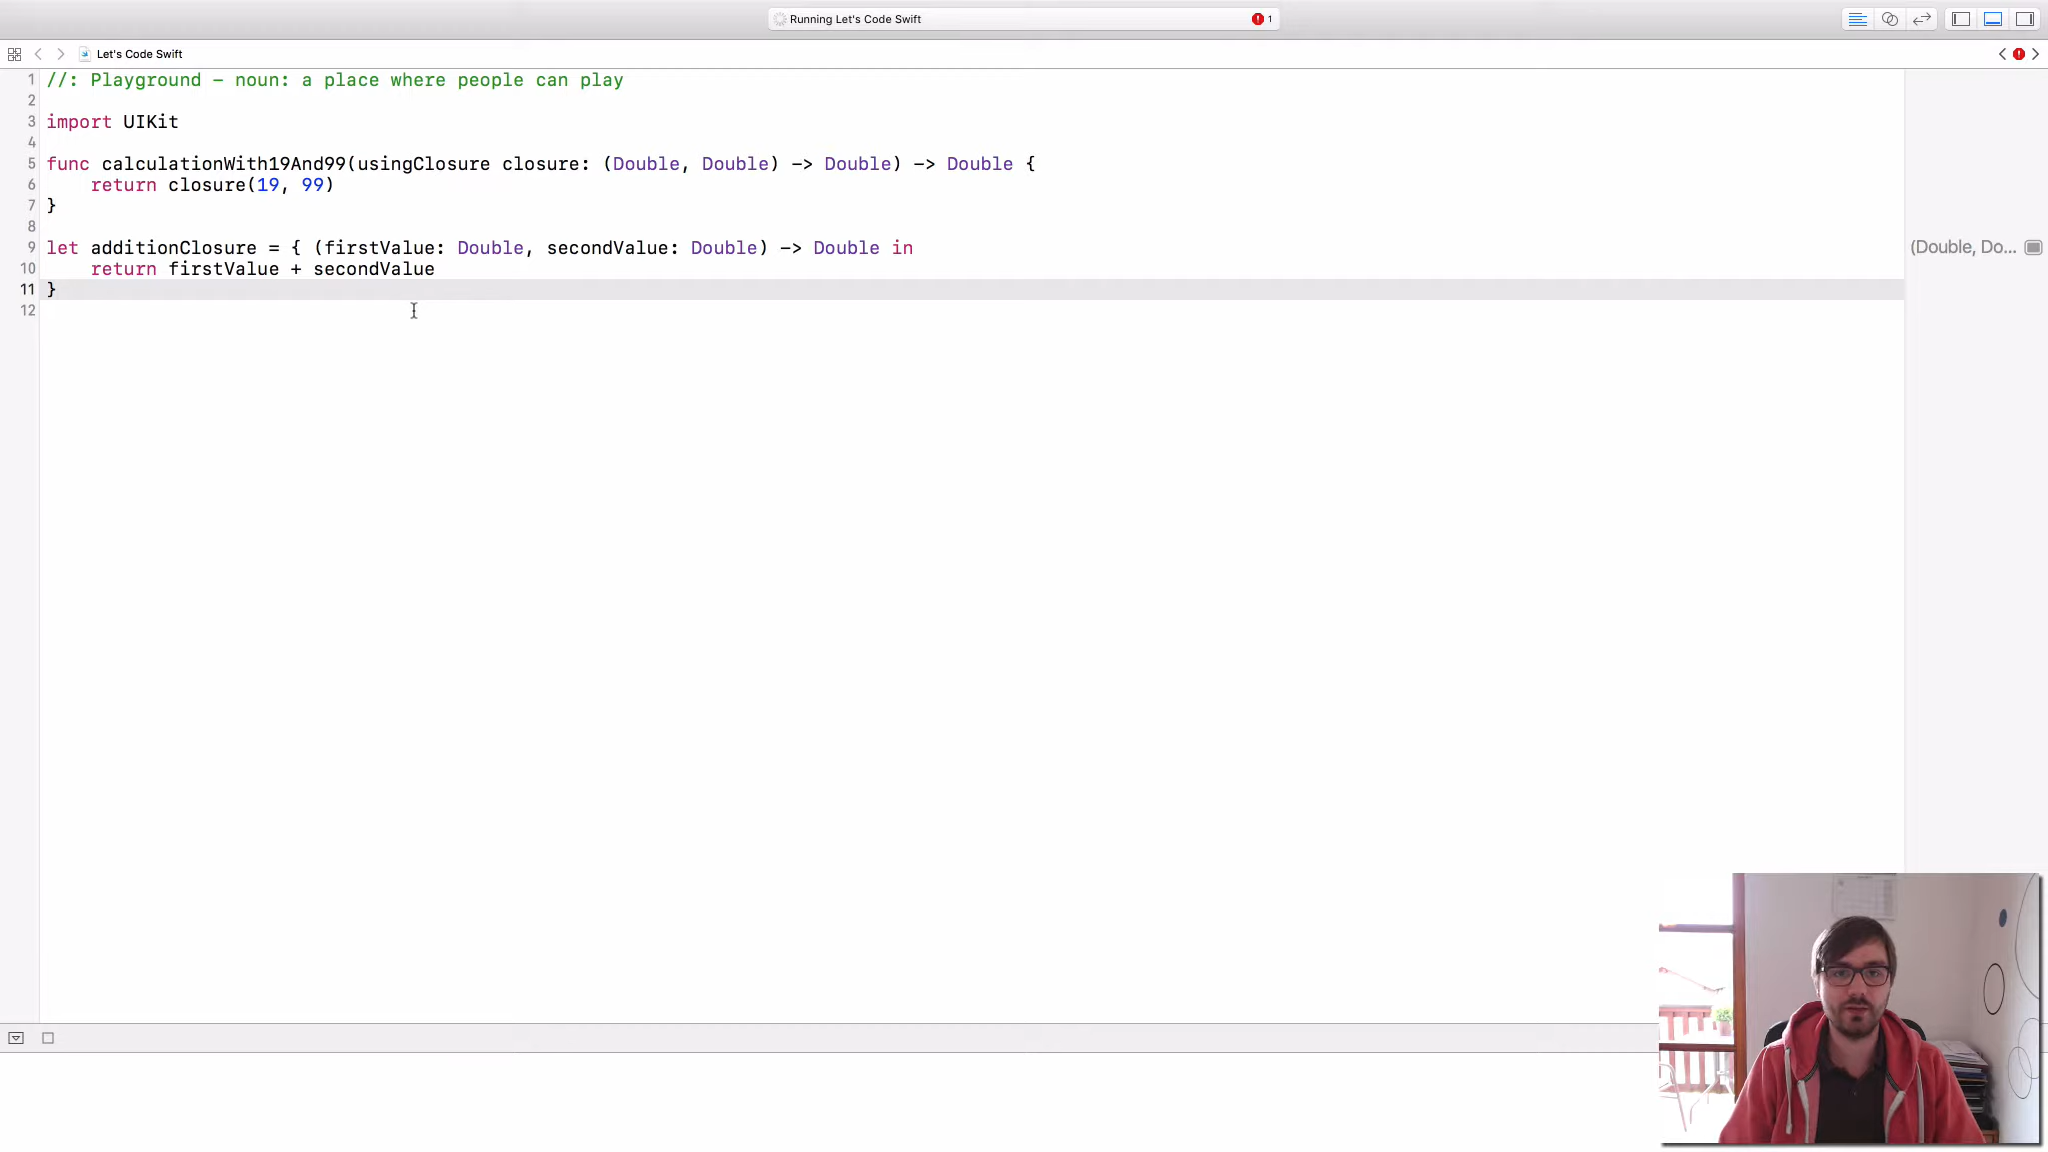 Running Let's Code Swift
1
Let's Code Swift
1 //: Playground – noun: a place where people can play
2
3 import UIKit
4
5 func calculationWith19And99(usingClosure closure: (Double, Double) -> Double) -> Double {
6 return closure(19, 99)
7 }
8
9 let additionClosure = { (firstValue: Double, secondValue: Double) -> Double in
(Double, Do...
10 return firstValue + secondValue
11 }
12